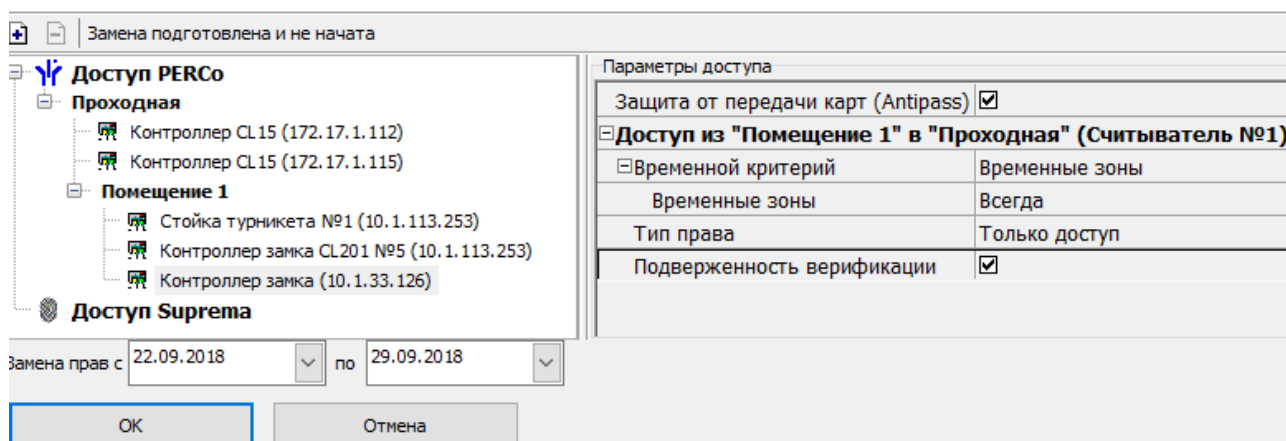 Замена подготовлена и не начата
Доступ PERCo
Проходная
Контроллер CL15 (172.17.1.112)
Контроллер CL15 (172.17.1.115)
Помещение 1
Стойка турникета №1 (10.1.113.253)
Контроллер замка CL201 №5 (10.1.113.253)
Контроллер замка (10.1.33.126)
Доступ Suprema
Параметры доступа
Защита от передачи карт (Antipass)
Доступ из "Помещение 1" в "Проходная" (Считыватель №1)
Временной критерий Временные зоны
Временные зоны Всегда
Тип права Только доступ
Подверженность верификации
Замена прав с 22.09.2018 по 29.09.2018
OK Отмена